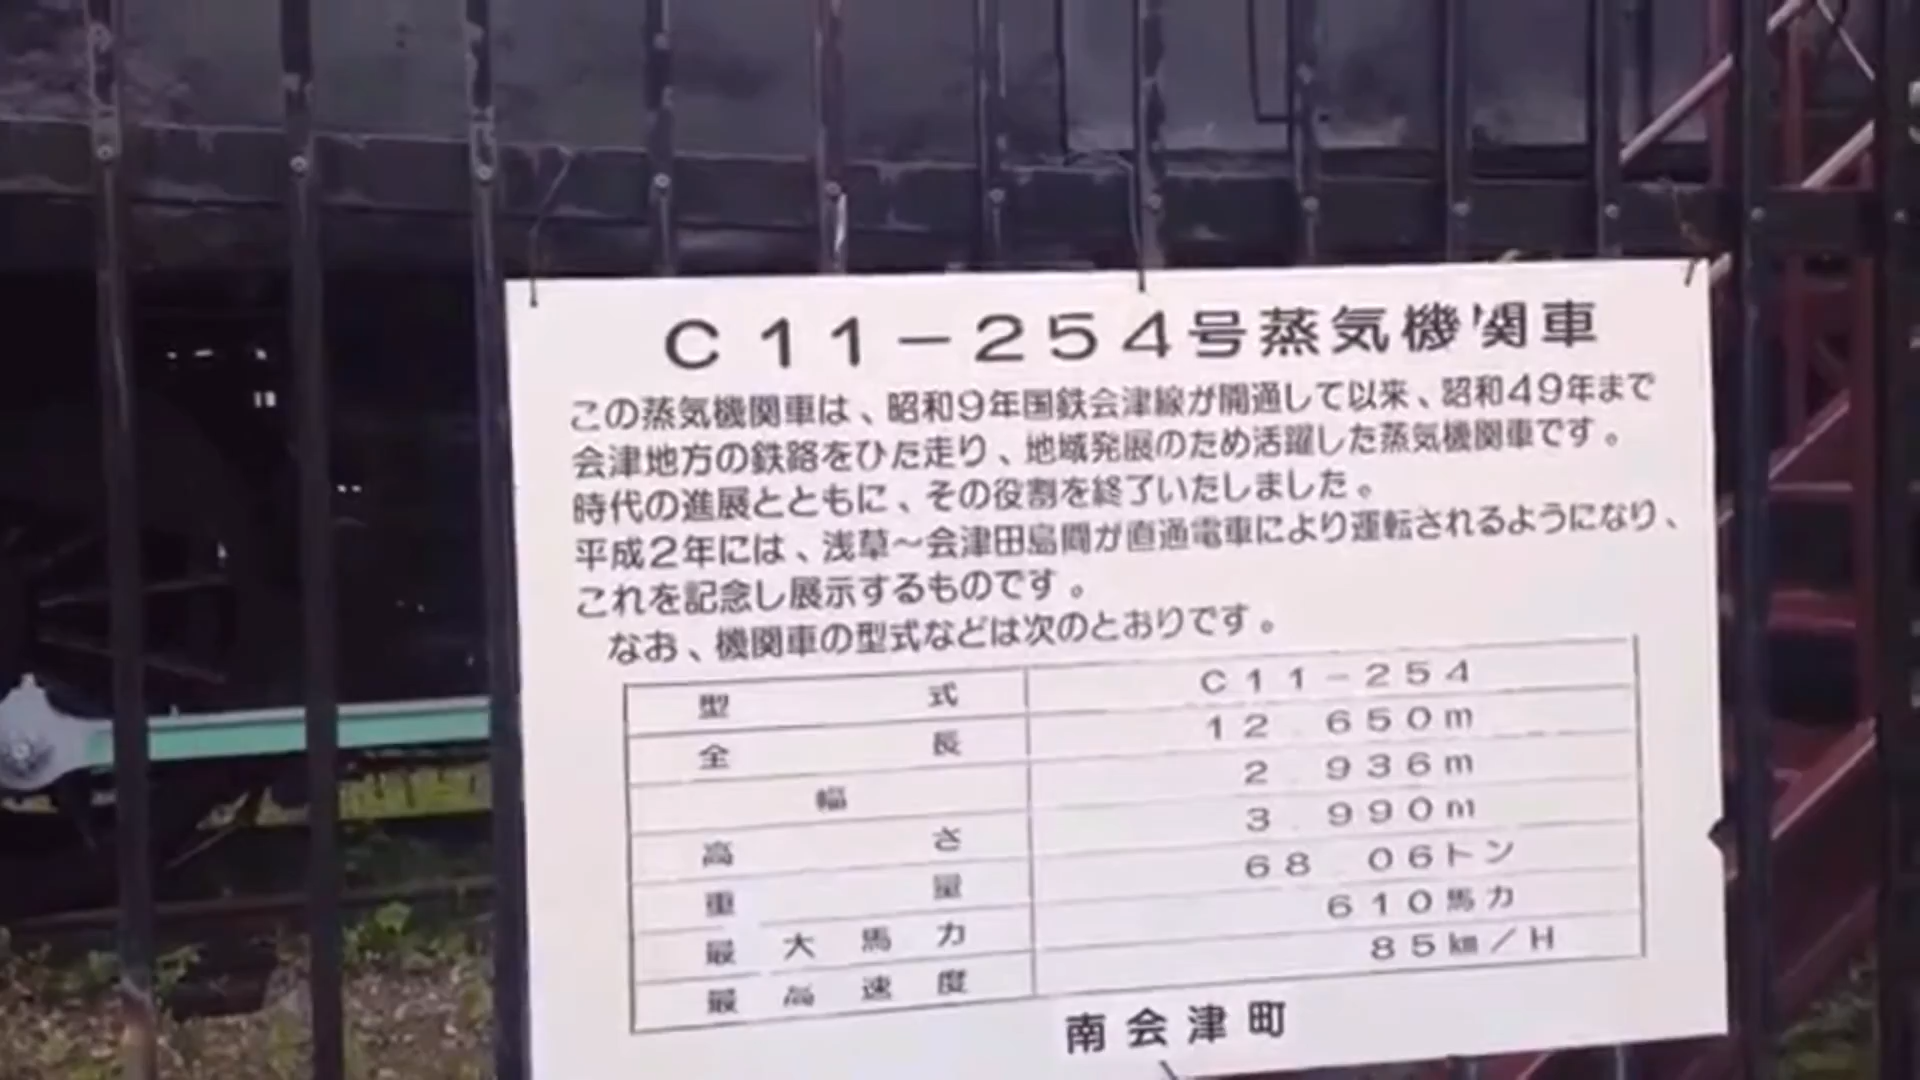 C11-254号蒸気機関車
この蒸気機関車は、昭和9年国鉄会津線が開通して以来、昭和49年まで
会津地方の鉄路をひた走り、地域発展のため活躍した蒸気機関車です。
時代の進展とともに、その役割を終了いたしました。
平成2年には、浅草〜会津田島間が直通電車により運転されるようになり、
これを記念し展示するものです。
なお、機関車の型式などは次のとおりです。
型式 C11-254
全長 12.650m
幅 2.936m
高さ 3.990m
重量 68.06トン
最大馬力 610馬力
最高速度 85㎞/H
南会津町